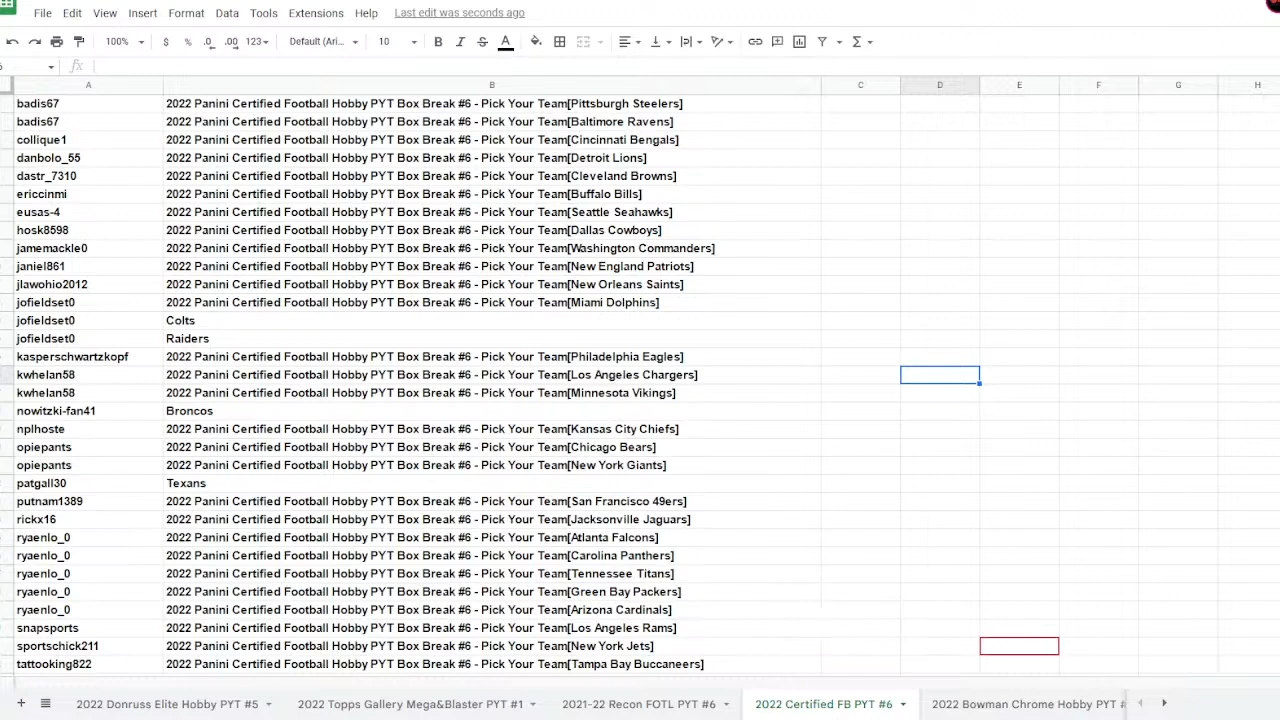 File Edit View Insert Format Data Tools Extensions Help Last edit was seconds ago
100% $ % .0 .00 123 Default (Ari... 10 B I S A
fx
A B C D E F G H
badis67 2022 Panini Certified Football Hobby PYT Box Break #6 - Pick Your Team[Pittsburgh Steelers]
badis67 2022 Panini Certified Football Hobby PYT Box Break #6 - Pick Your Team[Baltimore Ravens]
collique1 2022 Panini Certified Football Hobby PYT Box Break #6 - Pick Your Team[Cincinnati Bengals]
danbolo_55 2022 Panini Certified Football Hobby PYT Box Break #6 - Pick Your Team[Detroit Lions]
dastr_7310 2022 Panini Certified Football Hobby PYT Box Break #6 - Pick Your Team[Cleveland Browns]
ericcinmi 2022 Panini Certified Football Hobby PYT Box Break #6 - Pick Your Team[Buffalo Bills]
eusas-4 2022 Panini Certified Football Hobby PYT Box Break #6 - Pick Your Team[Seattle Seahawks]
hosk8598 2022 Panini Certified Football Hobby PYT Box Break #6 - Pick Your Team[Dallas Cowboys]
jamemackle0 2022 Panini Certified Football Hobby PYT Box Break #6 - Pick Your Team[Washington Commanders]
janiel861 2022 Panini Certified Football Hobby PYT Box Break #6 - Pick Your Team[New England Patriots]
jlawohio2012 2022 Panini Certified Football Hobby PYT Box Break #6 - Pick Your Team[New Orleans Saints]
jofieldset0 2022 Panini Certified Football Hobby PYT Box Break #6 - Pick Your Team[Miami Dolphins]
jofieldset0 Colts
jofieldset0 Raiders
kasperschwartzkopf 2022 Panini Certified Football Hobby PYT Box Break #6 - Pick Your Team[Philadelphia Eagles]
kwhelan58 2022 Panini Certified Football Hobby PYT Box Break #6 - Pick Your Team[Los Angeles Chargers]
kwhelan58 2022 Panini Certified Football Hobby PYT Box Break #6 - Pick Your Team[Minnesota Vikings]
nowitzki-fan41 Broncos
nplhoste 2022 Panini Certified Football Hobby PYT Box Break #6 - Pick Your Team[Kansas City Chiefs]
opiepants 2022 Panini Certified Football Hobby PYT Box Break #6 - Pick Your Team[Chicago Bears]
opiepants 2022 Panini Certified Football Hobby PYT Box Break #6 - Pick Your Team[New York Giants]
patgall30 Texans
putnam1389 2022 Panini Certified Football Hobby PYT Box Break #6 - Pick Your Team[San Francisco 49ers]
rickx16 2022 Panini Certified Football Hobby PYT Box Break #6 - Pick Your Team[Jacksonville Jaguars]
ryaenlo_0 2022 Panini Certified Football Hobby PYT Box Break #6 - Pick Your Team[Atlanta Falcons]
ryaenlo_0 2022 Panini Certified Football Hobby PYT Box Break #6 - Pick Your Team[Carolina Panthers]
ryaenlo_0 2022 Panini Certified Football Hobby PYT Box Break #6 - Pick Your Team[Tennessee Titans]
ryaenlo_0 2022 Panini Certified Football Hobby PYT Box Break #6 - Pick Your Team[Green Bay Packers]
ryaenlo_0 2022 Panini Certified Football Hobby PYT Box Break #6 - Pick Your Team[Arizona Cardinals]
snapsports 2022 Panini Certified Football Hobby PYT Box Break #6 - Pick Your Team[Los Angeles Rams]
sportschick211 2022 Panini Certified Football Hobby PYT Box Break #6 - Pick Your Team[New York Jets]
tattooking822 2022 Panini Certified Football Hobby PYT Box Break #6 - Pick Your Team[Tampa Bay Buccaneers]
2022 Donruss Elite Hobby PYT #5 2022 Topps Gallery Mega&Blaster PYT #1 2021-22 Recon FOTL PYT #6 2022 Certified FB PYT #6 2022 Bowman Chrome Hobby PYT #